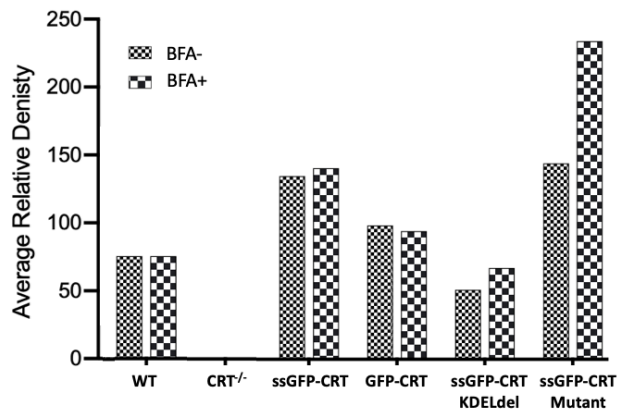 250
200
150
100
50
0
Average Relative Denisty
BFA-
BFA+
WT
CRT-/-
ssGFP-CRT
GFP-CRT
ssGFP-CRT
KDELdel
ssGFP-CRT
Mutant